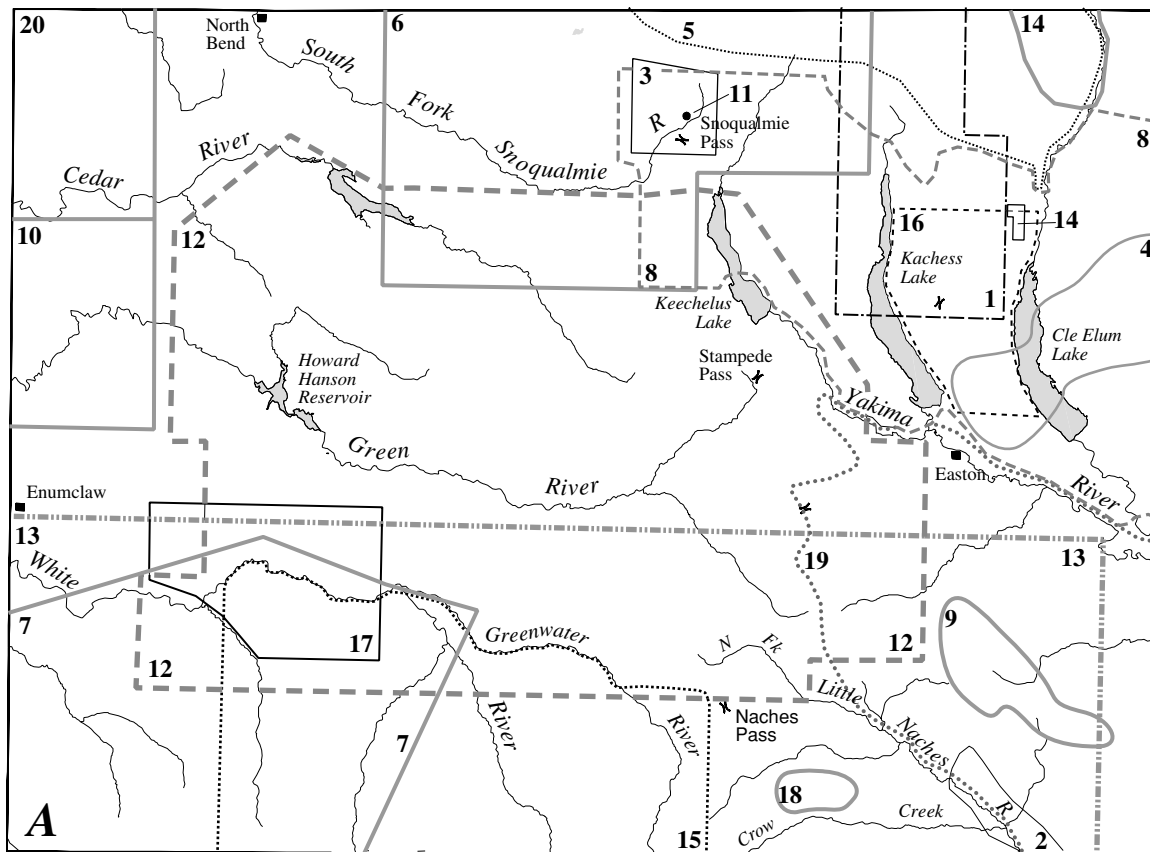 20
North
Bend
6
5
14
South
Fork
3
11
R
Snoqualmie
Pass
8
River
Snoqualmie
Cedar
10
12
16
14
4
Kachess
Lake
8
1
Keechelus
Lake
Cle Elum
Lake
Howard
Hanson
Reservoir
Stampede
Pass
Yakima
Green
River
Easton
River
Enumclaw
13
13
19
White
7
17
Greenwater
9
N
Fk
12
12
Little
River
River
Naches
Pass
Naches
7
18
R
A
15
Crow
Creek
2